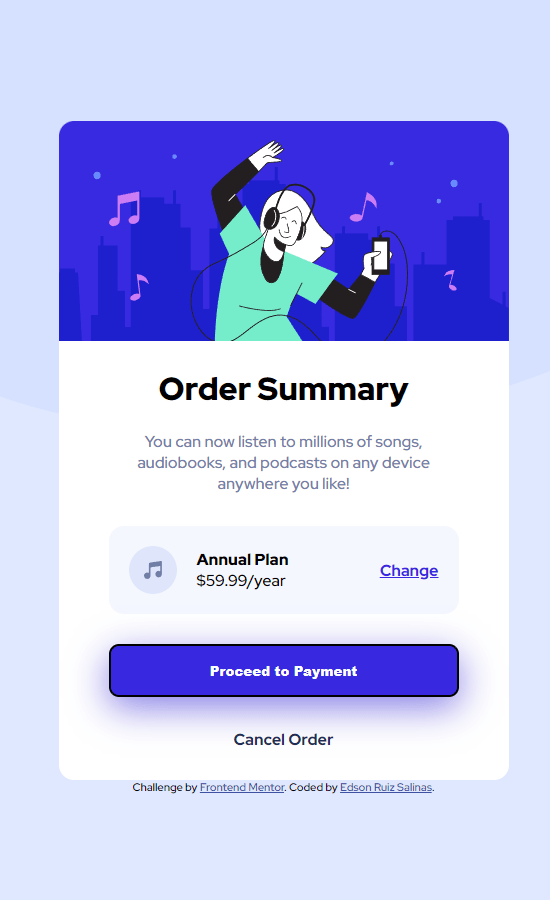 Order Summary
You can now listen to millions of songs,
audiobooks, and podcasts on any device
anywhere you like!
Annual Plan
$59.99/year
Change
Proceed to Payment
Cancel Order
Challenge by Frontend Mentor. Coded by Edson Ruiz Salinas.